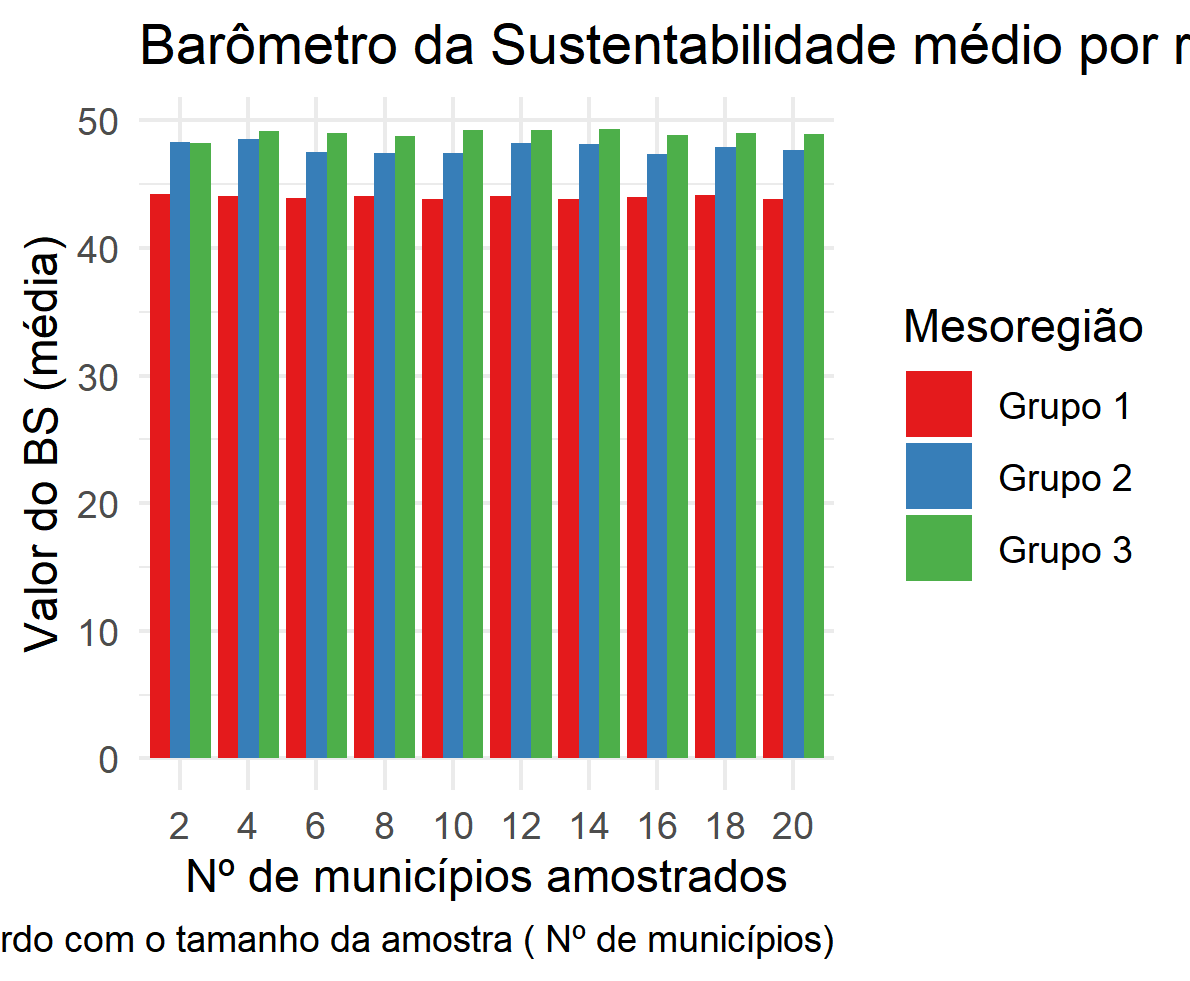 Barômetro da Sustentabilidade médio por r
Valor do BS (média)
50
40
30
20
10
0
2 4 6 8 10 12 14 16 18 20
Nº de municípios amostrados
rdo com o tamanho da amostra ( Nº de municípios)
Mesoregião
Grupo 1
Grupo 2
Grupo 3